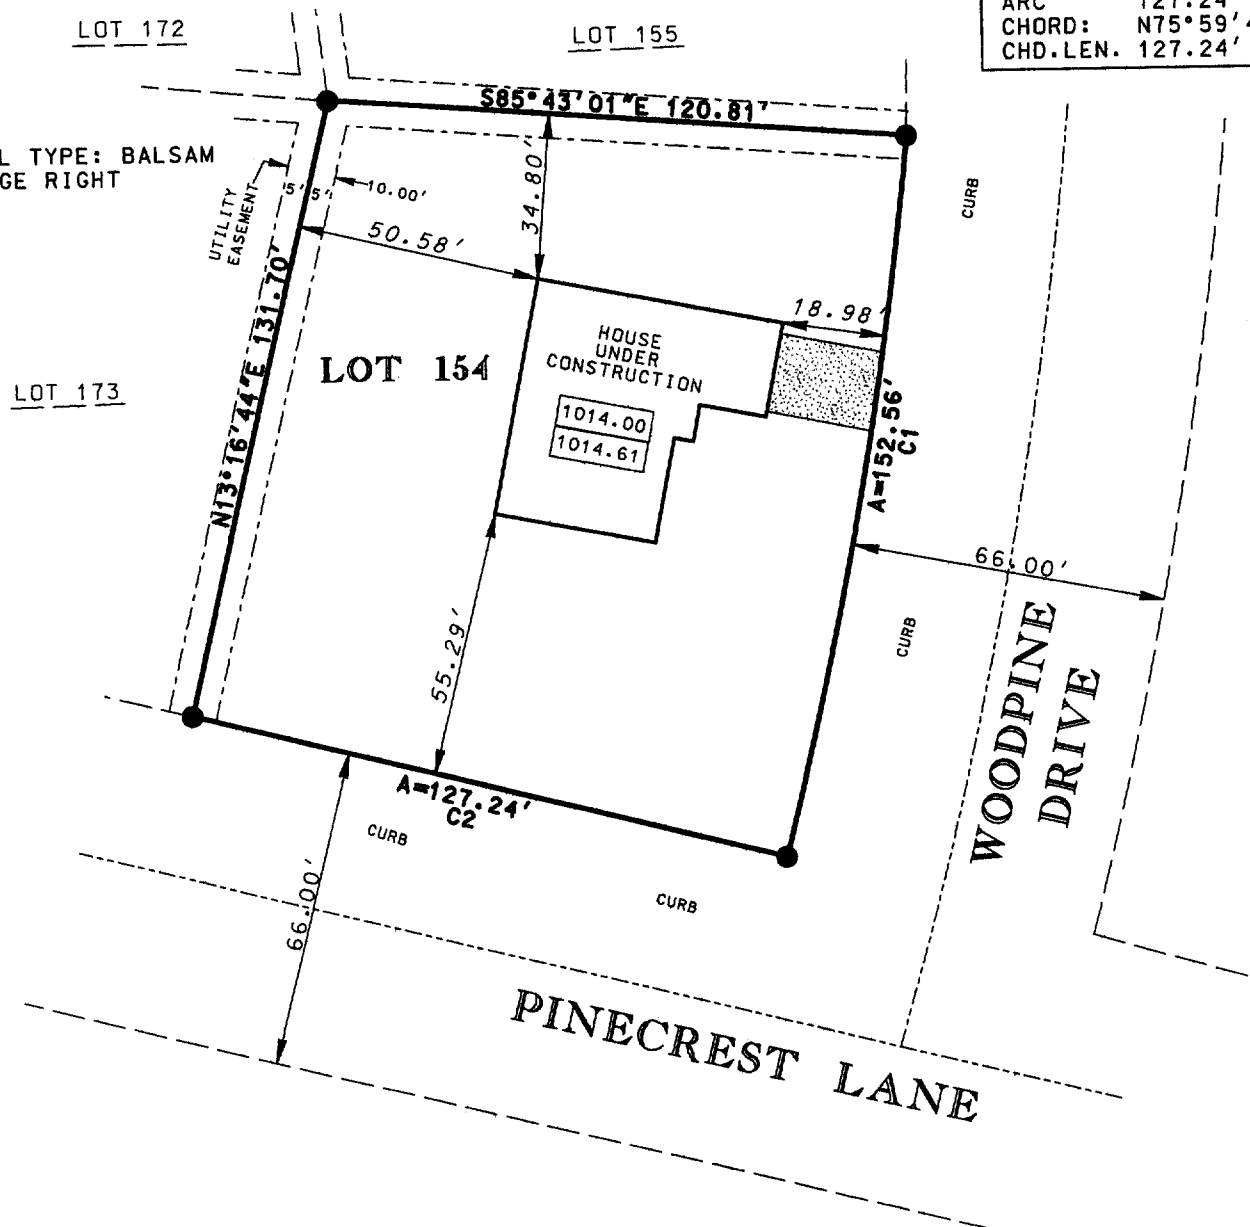 LOT 172
LOT 155
ARC 127.24'
CHORD: N75°59'4
CHD.LEN. 127.24'
S85°43'01"E 120.81'
L TYPE: BALSAM
GE RIGHT
UTILITY
EASEMENT
5' 5'
10.00'
34.80'
CURB
50.58'
N13°16'44"E 131.70'
18.98'
HOUSE
UNDER
CONSTRUCTION
LOT 154
LOT 173
1014.00
1014.61
A=152.56'
C1
66.00'
55.29'
CURB
WOODPINE
DRIVE
A=127.24'
C2
CURB
66.00'
CURB
PINECREST LANE